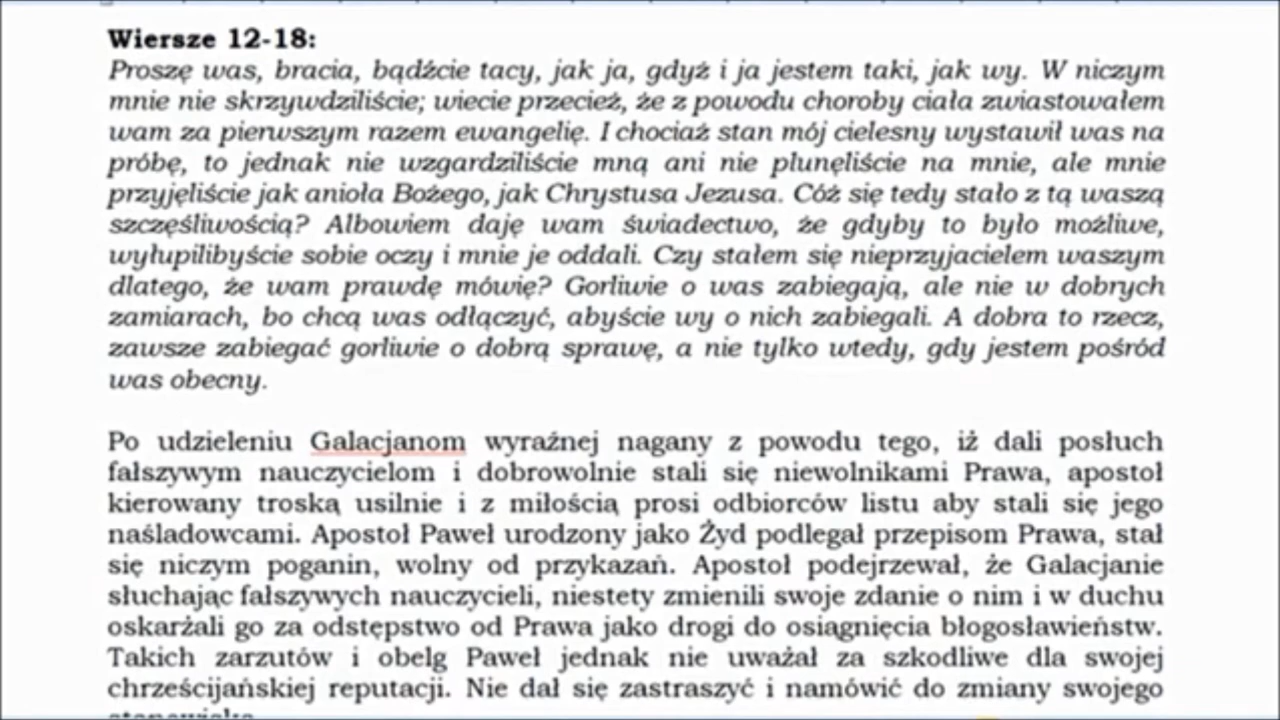 Wiersze 12-18:
Proszę was, bracia, bądźcie tacy, jak ja, gdyż i ja jestem taki, jak wy. W niczym
mnie nie skrzywdziliście; wiecie przecież, że z powodu choroby ciała zwiastowałem
wam za pierwszym razem ewangelię. I chociaż stan mój cielesny wystawił was na
próbę, to jednak nie wzgardziliście mną ani nie plunęliście na mnie, ale mnie
przyjęliście jak anioła Bożego, jak Chrystusa Jezusa. Cóż się tedy stało z tą waszą
szczęśliwością? Albowiem daję wam świadectwo, że gdyby to było możliwe,
wyłupilibyście sobie oczy i mnie je oddali. Czy stałem się nieprzyjacielem waszym
dlatego, że wam prawdę mówię? Gorliwie o was zabiegają, ale nie w dobrych
zamiarach, bo chcą was odłączyć, abyście wy o nich zabiegali. A dobra to rzecz,
zawsze zabiegać gorliwie o dobrą sprawę, a nie tylko wtedy, gdy jestem pośród
was obecny.
Po udzieleniu Galacjanom wyraźnej nagany z powodu tego, iż dali posłuch
fałszywym nauczycielom i dobrowolnie stali się niewolnikami Prawa, apostoł
kierowany troską usilnie i z miłością prosi odbiorców listu aby stali się jego
naśladowcami. Apostoł Paweł urodzony jako Żyd podlegał przepisom Prawa, stał
się niczym poganin, wolny od przykazań. Apostoł podejrzewał, że Galacjanie
słuchając fałszywych nauczycieli, niestety zmienili swoje zdanie o nim i w duchu
oskarżali go za odstępstwo od Prawa jako drogi do osiągnięcia błogosławieństw.
Takich zarzutów i obelg Paweł jednak nie uważał za szkodliwe dla swojej
chrześcijańskiej reputacji. Nie dał się zastraszyć i namówić do zmiany swojego